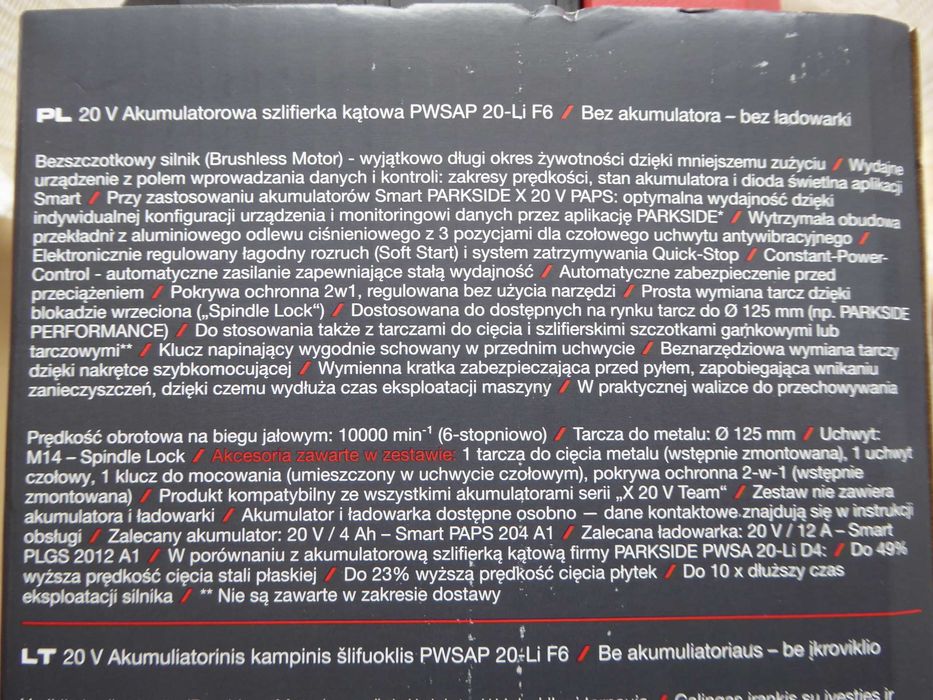 PL 20 V Akumulatorowa szlifierka kątowa PWSAP 20-Li F6 / Bez akumulatora – bez ładowarki
Bezszczotkowy silnik (Brushless Motor) - wyjątkowo długi okres żywotności dzięki mniejszemu zużyciu / Wydajne
urządzenie z polem wprowadzania danych i kontroli: zakresy prędkości, stan akumulatora i dioda świetlna aplikacji
Smart / Przy zastosowaniu akumulatorów Smart PARKSIDE X 20 V PAPS: optymalna wydajność dzięki
indywidualnej konfiguracji urządzenia i monitoringowi danych przez aplikację PARKSIDE* / Wytrzymała obudowa
przekładni z aluminiowego odlewu ciśnieniowego z 3 pozycjami dla czołowego uchwytu antywibracyjnego /
Elektronicznie regulowany łagodny rozruch (Soft Start) i system zatrzymywania Quick-Stop / Constant-Power-
Control - automatyczne zasilanie zapewniające stałą wydajność / Automatyczne zabezpieczenie przed
przeciążeniem / Pokrywa ochronna 2w1, regulowana bez użycia narzędzi / Prosta wymiana tarcz dzięki
blokadzie wrzeciona („Spindle Lock") / Dostosowana do dostępnych na rynku tarcz do Ø 125 mm (np. PARKSIDE
PERFORMANCE) / Do stosowania także z tarczami do cięcia i szlifierskimi szczotkami garnkowymi lub
tarczowymi** / Klucz napinający wygodnie schowany w przednim uchwycie / Beznarzędziowa wymiana tarczy
dzięki nakrętce szybkomocującej / Wymienna kratka zabezpieczająca przed pyłem, zapobiegająca wnikaniu
zanieczyszczeń, dzięki czemu wydłuża czas eksploatacji maszyny / W praktycznej walizce do przechowywania
Prędkość obrotowa na biegu jałowym: 10000 min⁻¹ (6-stopniowo) / Tarcza do metalu: Ø 125 mm / Uchwyt:
M14 – Spindle Lock / Akcesoria zawarte w zestawie: 1 tarcza do cięcia metalu (wstępnie zmontowana), 1 uchwyt
czołowy, 1 klucz do mocowania (umieszczony w uchwycie czołowym), pokrywa ochronna 2-w-1 (wstępnie
zmontowana) / Produkt kompatybilny ze wszystkimi akumulatorami serii „X 20 V Team" / Zestaw nie zawiera
akumulatora i ładowarki / Akumulator i ładowarka dostępne osobno — dane kontaktowe znajdują się w instrukcji
obsługi / Zalecany akumulator: 20 V / 4 Ah – Smart PAPS 204 A1 / Zalecana ładowarka: 20 V / 12 A – Smart
PLGS 2012 A1 / W porównaniu z akumulatorową szlifierką kątową firmy PARKSIDE PWSA 20-Li D4: / Do 49%
wyższa prędkość cięcia stali płaskiej / Do 23% wyższą prędkość cięcia płytek / Do 10 x dłuższy czas
eksploatacji silnika / ** Nie są zawarte w zakresie dostawy
LT 20 V Akumuliatorinis kampinis šlifuoklis PWSAP 20-Li F6 / Be akumuliatoriaus – be įkroviklio